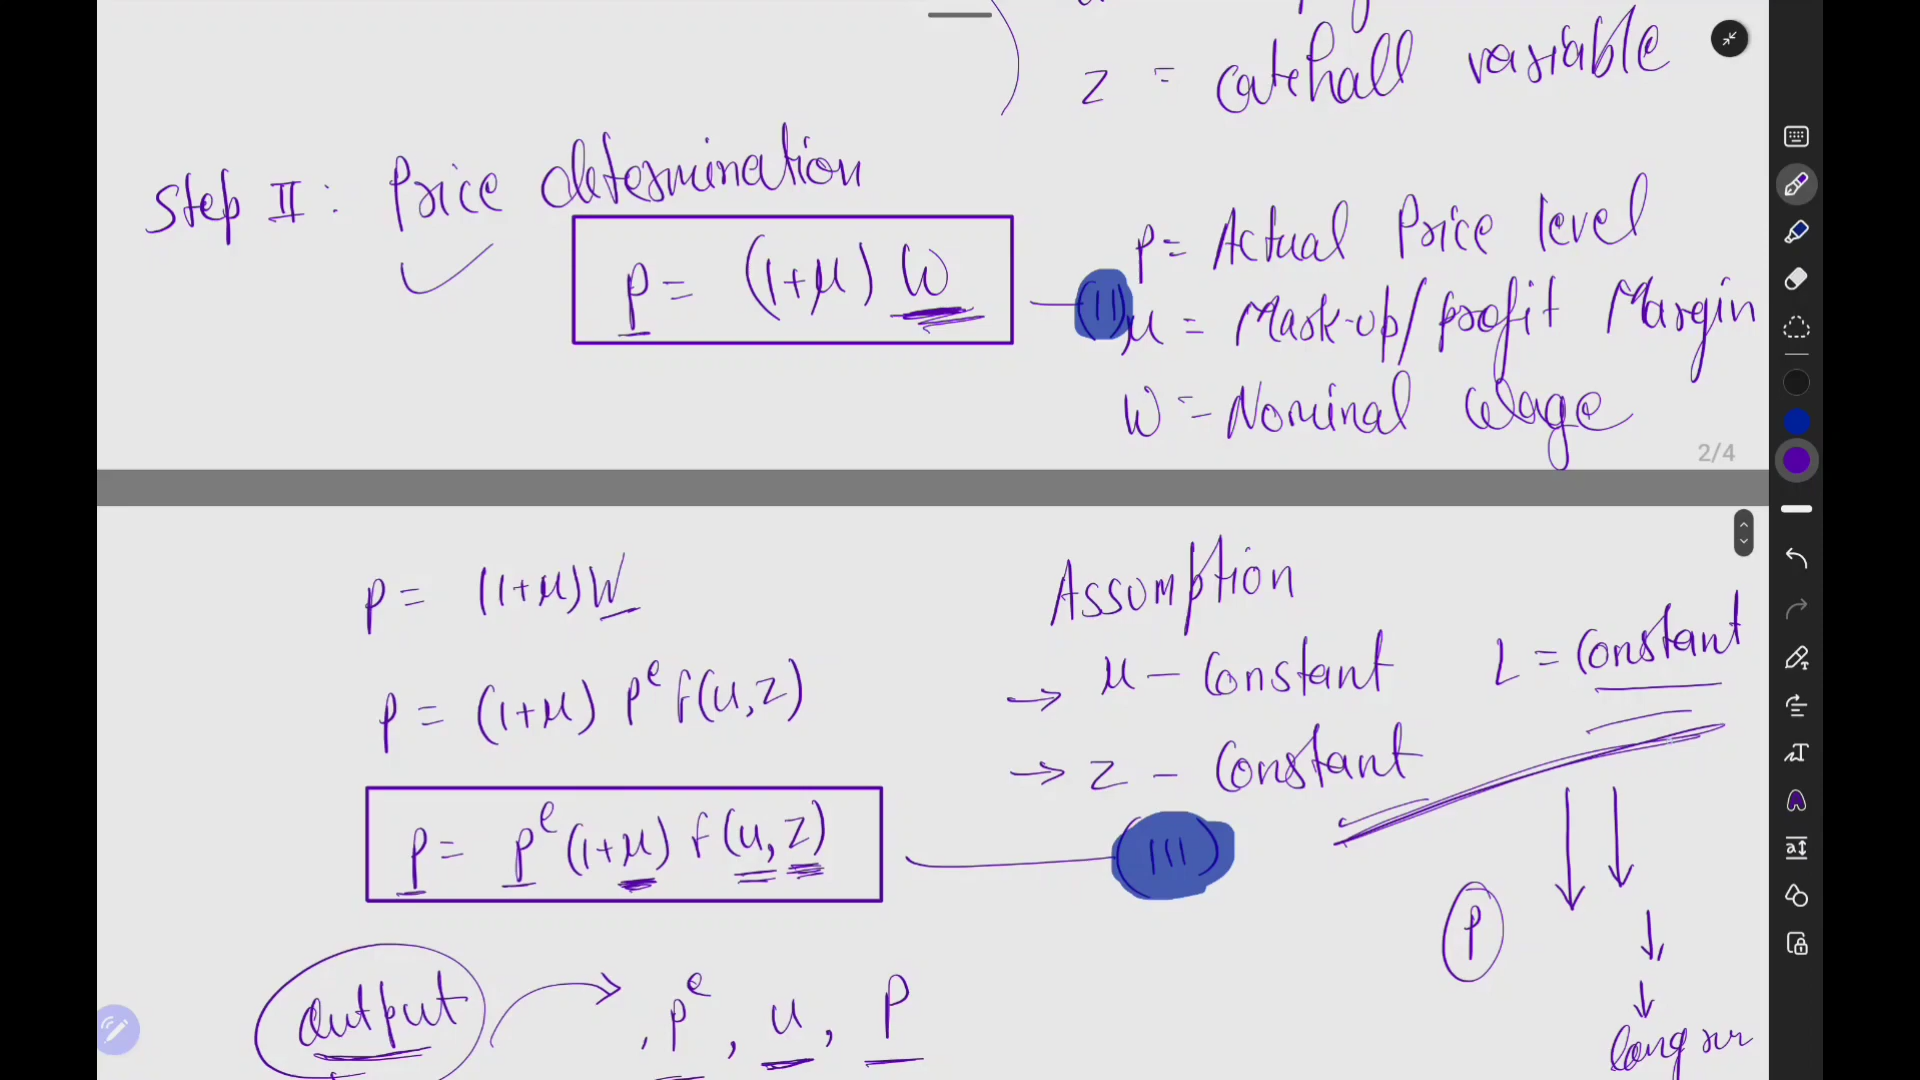 z = catchall variable
Step II : Price determination
P = (1+μ) W — (II)
P = Actual Price level
μ = Mark-up/profit Margin
W = Nominal Wage
2/4
P = (1+μ)W
P = (1+μ) P^e f(u,z)
P = P^e (1+μ) f(u,z) — (III)
Assumption
→ μ – Constant L = Constant
→ z – Constant
P
long
output → , P^e , u , P